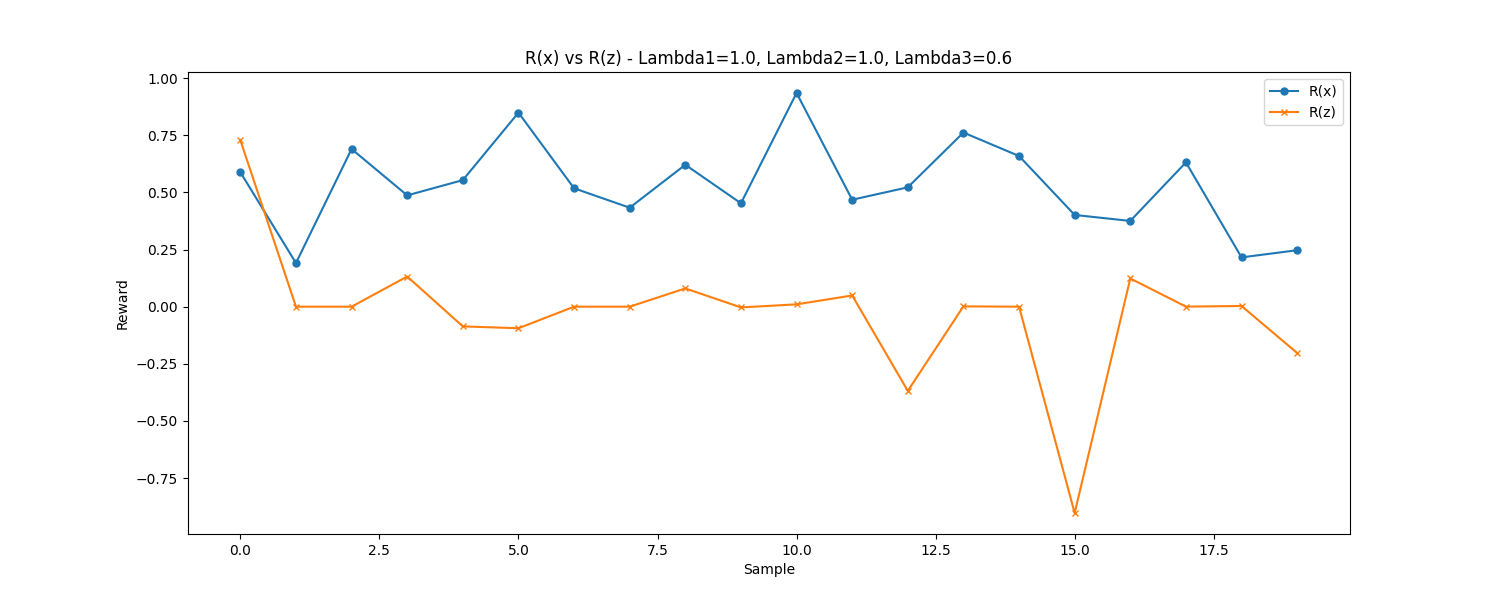 R(x) vs R(z) - Lambda1=1.0, Lambda2=1.0, Lambda3=0.6
R(x)
R(z)
Reward
1.00
0.75
0.50
0.25
0.00
−0.25
−0.50
−0.75
0.0 2.5 5.0 7.5 10.0 12.5 15.0 17.5
Sample